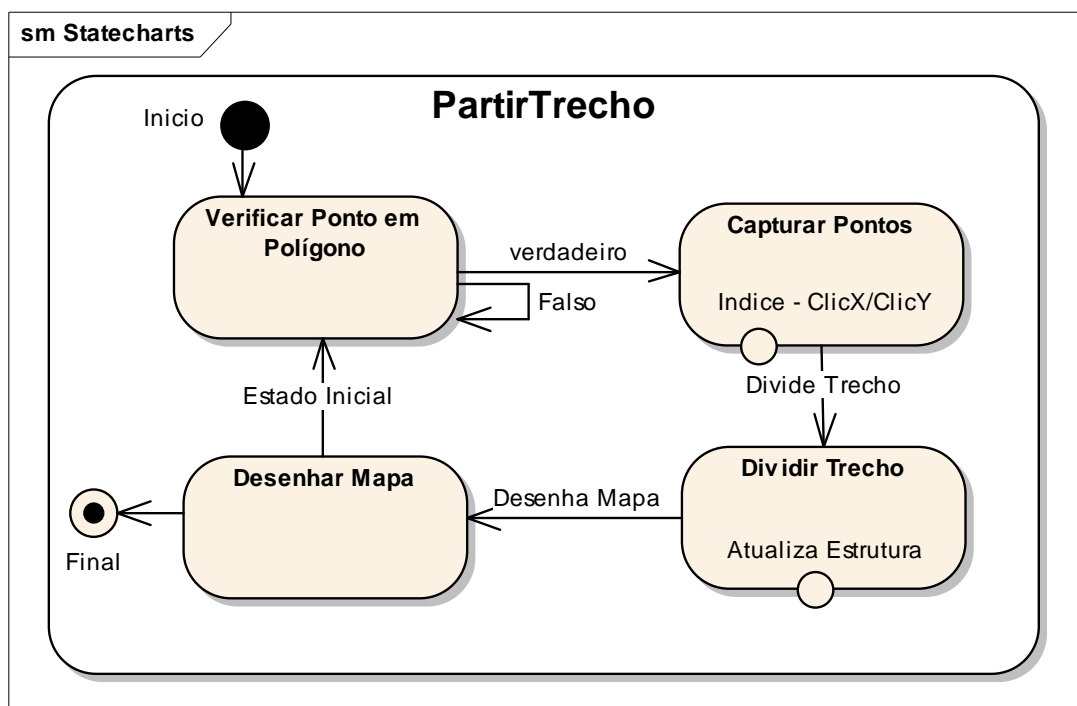 sm Statecharts
PartirTrecho
Inicio
Verificar Ponto em
Polígono
verdadeiro
Falso
Capturar Pontos
Indice - ClicX/ClicY
Divide Trecho
Estado Inicial
Dividir Trecho
Atualiza Estrutura
Desenha Mapa
Desenhar Mapa
Final